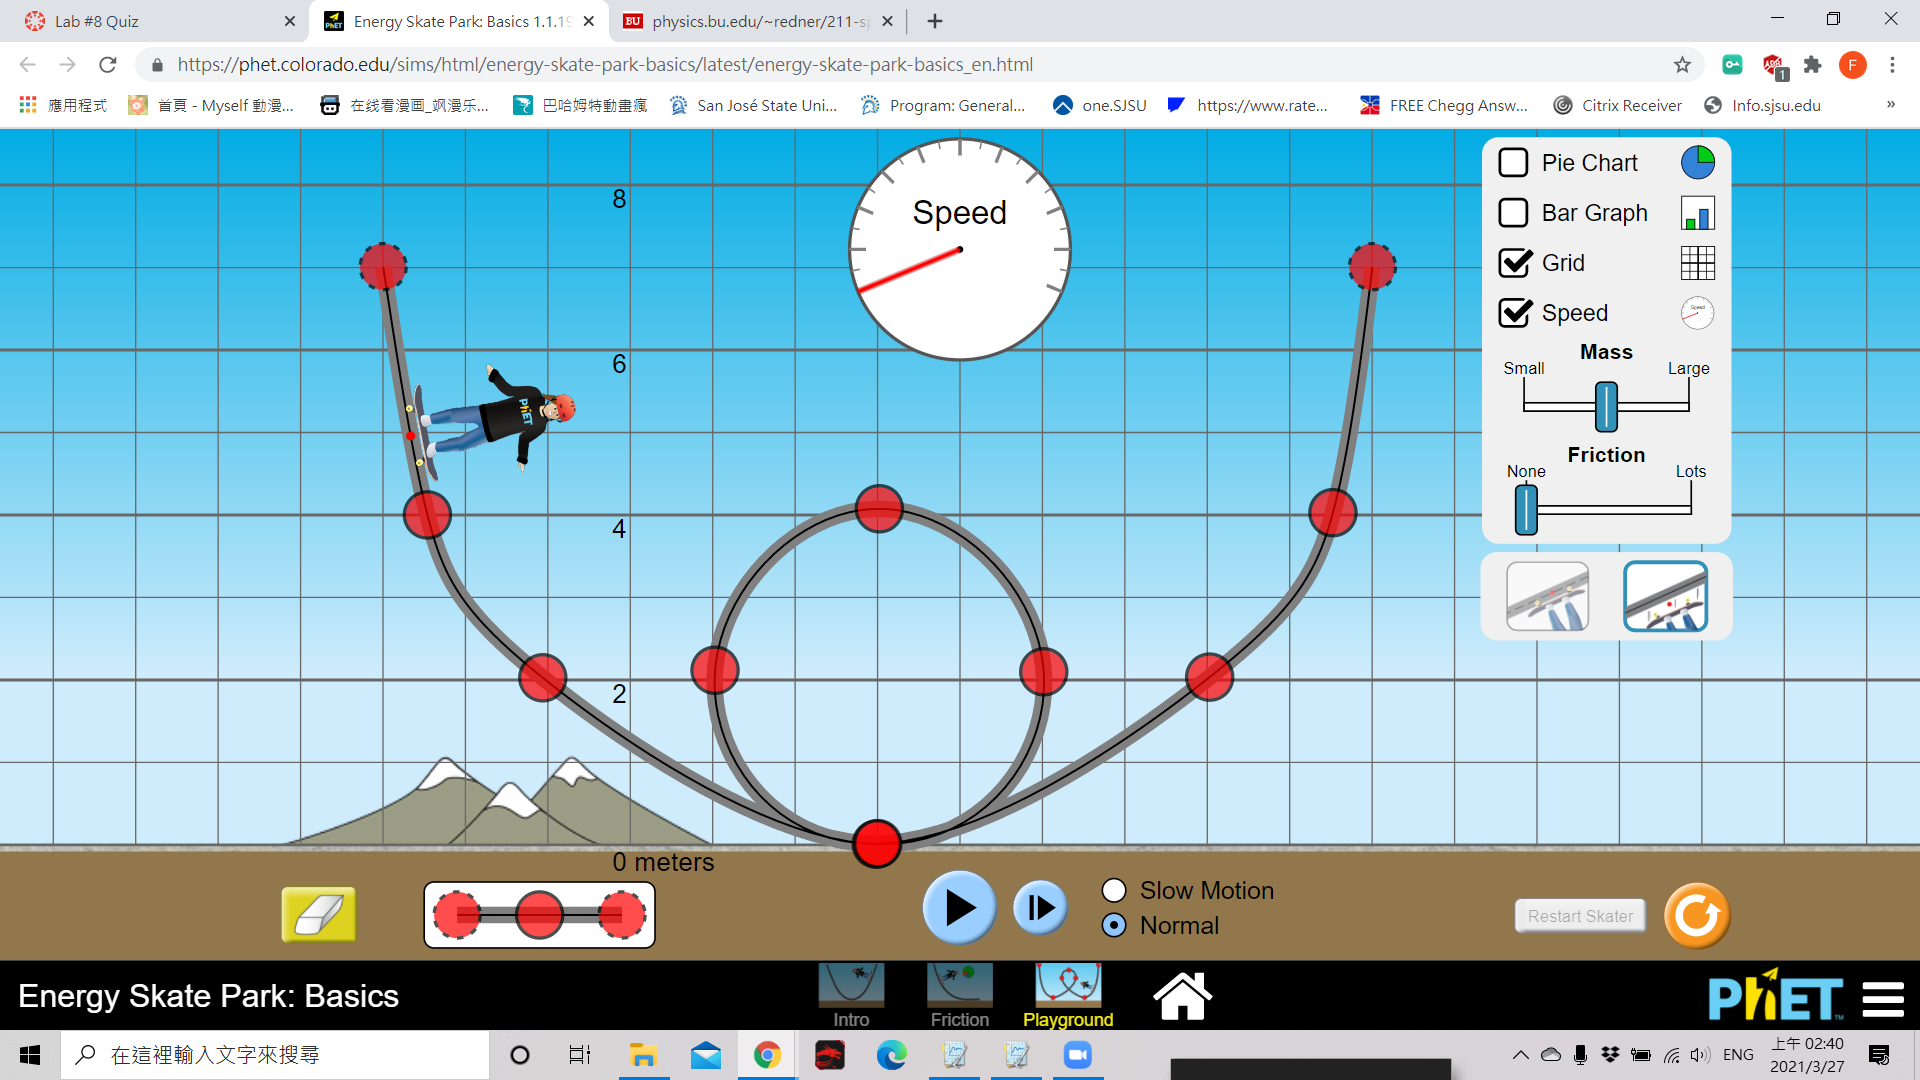 Lab #8 Quiz
Energy Skate Park: Basics 1.1.19
BU physics.bu.edu/~redner/211-sp
https://phet.colorado.edu/sims/html/energy-skate-park-basics/latest/energy-skate-park-basics_en.html
1
F
應用程式
首頁 - Myself 動漫...
在线看漫画_飒漫乐...
巴哈姆特動畫瘋
San José State Uni...
Program: General...
one.SJSU
https://www.rate...
FREE Chegg Answ...
Citrix Receiver
Info.sjsu.edu
»
8
6
4
2
0 meters
Speed
PhET
Pie Chart
Bar Graph
Grid
Speed
Mass
Small
Large
Friction
None
Lots
Slow Motion
Normal
Restart Skater
Energy Skate Park: Basics
Intro
Friction
Playground
PhET
在這裡輸入文字來搜尋
ENG
上午 02:40
2021/3/27